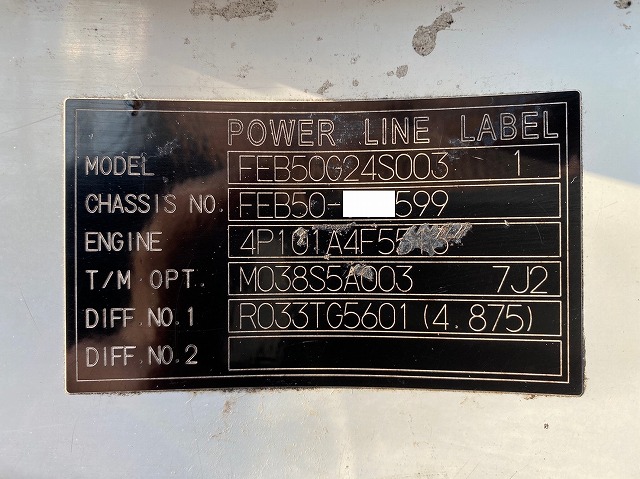 POWER LINE LABEL
MODEL FEB50G24S003 1
CHASSIS NO. FEB50- 599
ENGINE
T/M OPT. M038S5A003 7J2
DIFF.NO.1 R033TG5601 (4.875)
DIFF.NO.2